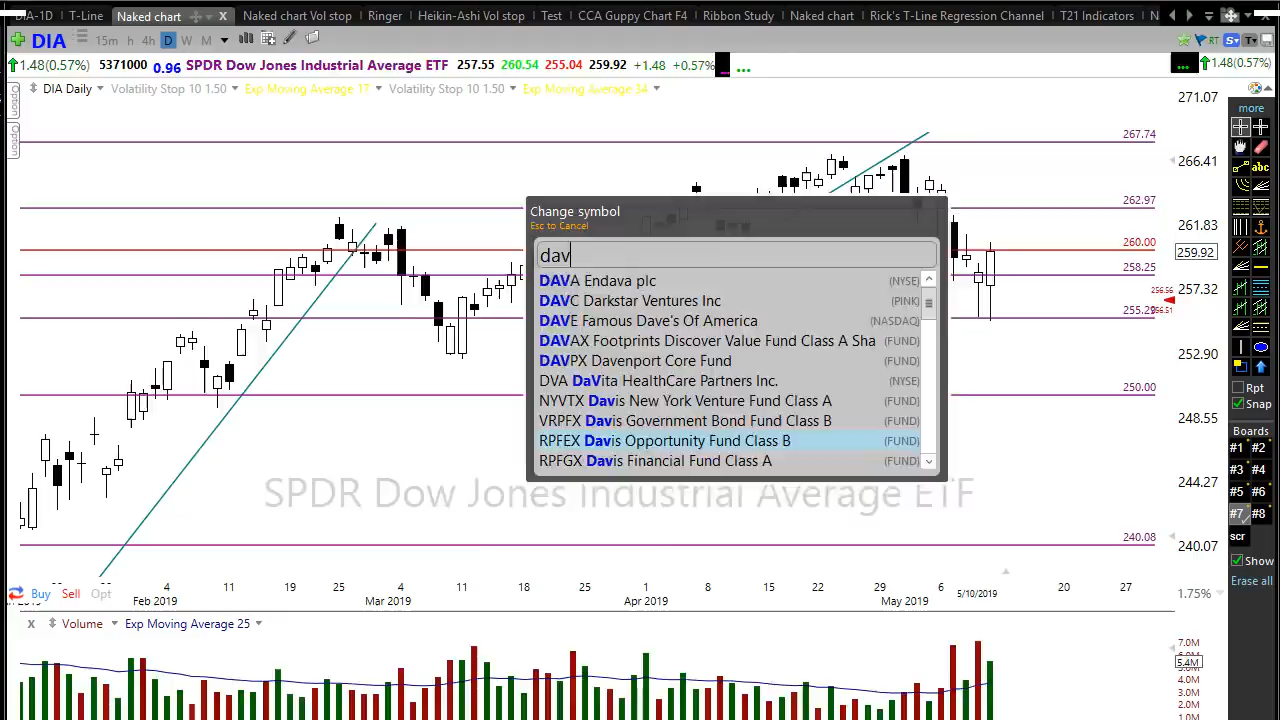 DIA-1D T-Line Naked chart X Naked chart Vol stop Ringer Heikin-Ashi Vol stop Test CCA Guppy Chart F4 Ribbon Study Naked chart Rick's T-Line Regression Channel T21 Indicators
DIA 15m h 4h D W M
RT S T
1.48(0.57%) 5371000 0.96 SPDR Dow Jones Industrial Average ETF 257.55 260.54 255.04 259.92 +1.48 +0.57% ... ... 1.48(0.57%)
DIA Daily Volatility Stop 10 1.50 Exp Moving Average 17 Volatility Stop 10 1.50 Exp Moving Average 34
Option
Option
271.07
267.74
266.41
262.97
261.83
260.00
259.92
258.25
257.32
256.56
256.51
255.29
252.90
250.00
248.55
244.27
240.08
240.07
more
abc
Rpt
Snap
Boards
#1 #2
#3 #4
#5 #6
#7 #8
scr
Show
Erase all
Change symbol
Esc to Cancel
dav
DAVA Endava plc (NYSE)
DAVC Darkstar Ventures Inc (PINK)
DAVE Famous Dave's Of America (NASDAQ)
DAVAX Footprints Discover Value Fund Class A Sha (FUND)
DAVPX Davenport Core Fund (FUND)
DVA DaVita HealthCare Partners Inc. (NYSE)
NYVTX Davis New York Venture Fund Class A (FUND)
VRPFX Davis Government Bond Fund Class B (FUND)
RPFEX Davis Opportunity Fund Class B (FUND)
RPFGX Davis Financial Fund Class A (FUND)
SPDR Dow Jones Industrial Average ETF
Buy Sell Opt
4 11 19 25 4 11 18 25 1 8 15 22 29 6 20 27
Feb 2019 Mar 2019 Apr 2019 May 2019 5/10/2019
1.75%
X Volume Exp Moving Average 25
7.0M
5.4M
4.0M
3.0M
2.0M
1.0M